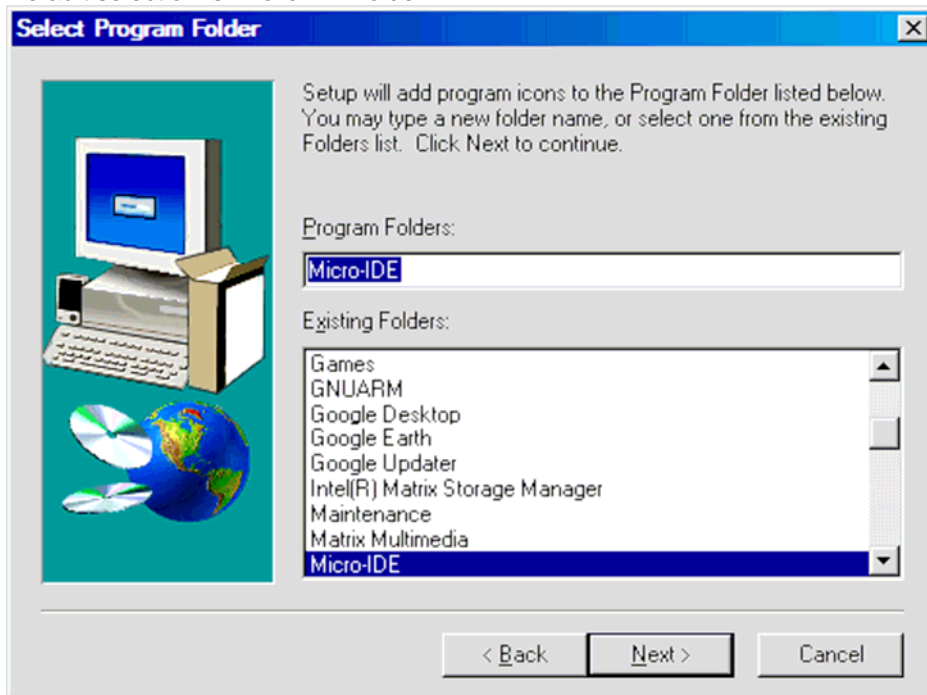 Select Program Folder
Setup will add program icons to the Program Folder listed below.
You may type a new folder name, or select one from the existing
Folders list.  Click Next to continue.
Program Folders:
Micro-IDE
Existing Folders:
Games
GNUARM
Google Desktop
Google Earth
Google Updater
Intel(R) Matrix Storage Manager
Maintenance
Matrix Multimedia
Micro-IDE
< Back
Next >
Cancel